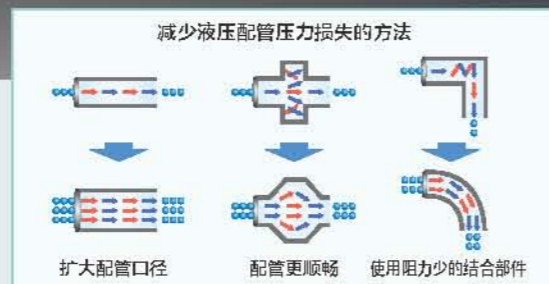 减少液压配管压力损失的方法
扩大配管口径
配管更顺畅
使用阻力少的结合部件